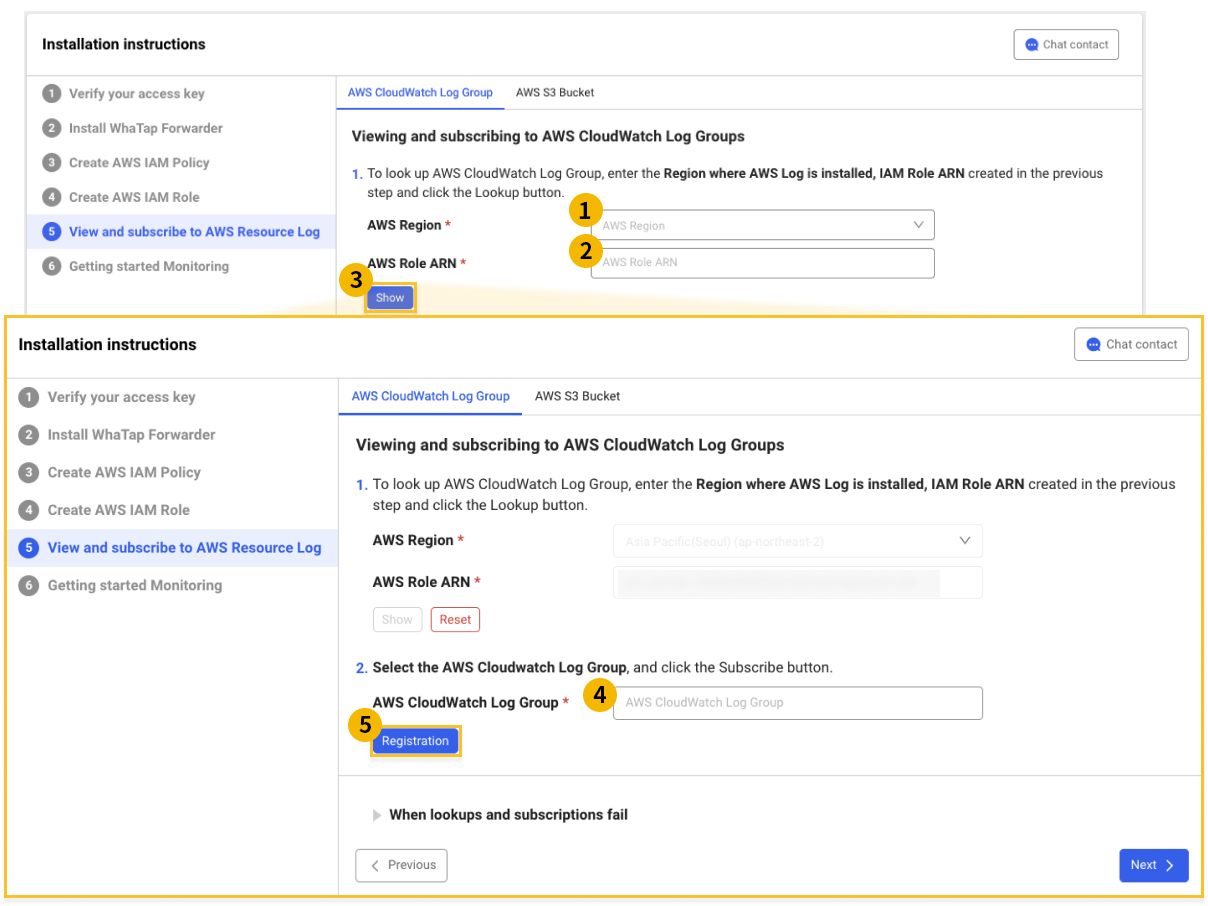 Installation instructions
Chat contact
1 Verify your access key
2 Install WhaTap Forwarder
3 Create AWS IAM Policy
4 Create AWS IAM Role
5 View and subscribe to AWS Resource Log
6 Getting started Monitoring
AWS CloudWatch Log Group AWS S3 Bucket
Viewing and subscribing to AWS CloudWatch Log Groups
1. To look up AWS CloudWatch Log Group, enter the Region where AWS Log is installed, IAM Role ARN created in the previous
step and click the Lookup button.
1
AWS Region * AWS Region
2
AWS Role ARN * AWS Role ARN
3
Show
Installation instructions
Chat contact
1 Verify your access key
2 Install WhaTap Forwarder
3 Create AWS IAM Policy
4 Create AWS IAM Role
5 View and subscribe to AWS Resource Log
6 Getting started Monitoring
AWS CloudWatch Log Group AWS S3 Bucket
Viewing and subscribing to AWS CloudWatch Log Groups
1. To look up AWS CloudWatch Log Group, enter the Region where AWS Log is installed, IAM Role ARN created in the previous
step and click the Lookup button.
AWS Region * Asia Pacific(Seoul) (ap-northeast-2)
AWS Role ARN *
Show Reset
2. Select the AWS Cloudwatch Log Group, and click the Subscribe button.
4
AWS CloudWatch Log Group * AWS CloudWatch Log Group
5
Registration
When lookups and subscriptions fail
Previous
Next